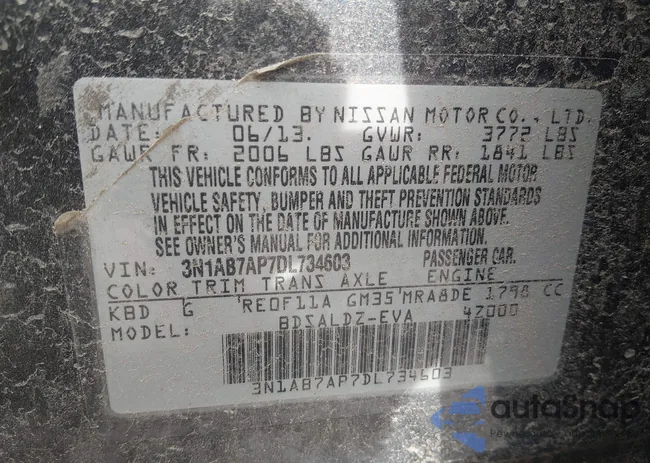 MANUFACTURED BY NISSAN MOTOR CO., LTD.
DATE: 06/13. GVWR: 3772 LBS
GAWR FR: 2006 LBS GAWR RR: 1841 LBS
THIS VEHICLE CONFORMS TO ALL APPLICABLE FEDERAL MOTOR
VEHICLE SAFETY, BUMPER AND THEFT PREVENTION STANDARDS
IN EFFECT ON THE DATE OF MANUFACTURE SHOWN ABOVE.
SEE OWNER'S MANUAL FOR ADDITIONAL INFORMATION.
VIN: 3N1AB7AP7DL734603 PASSENGER CAR.
COLOR TRIM TRANS AXLE ENGINE
KBD G RE0F11A GM35 MRA8DE 1798 CC
MODEL: BDSALDZ-EVA 47000
3N1AB7AP7DL734603
autoSnap